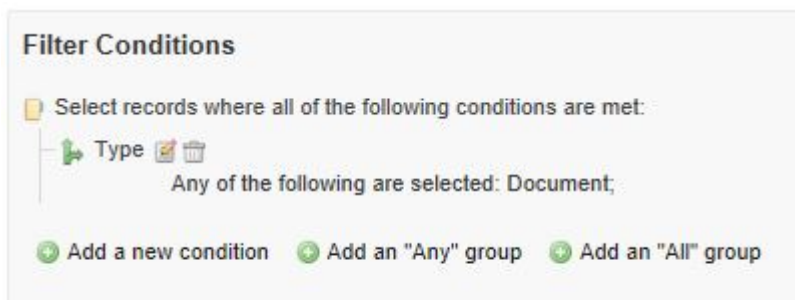 Filter Conditions
Select records where all of the following conditions are met:
Type
Any of the following are selected: Document;
Add a new condition Add an "Any" group Add an "All" group